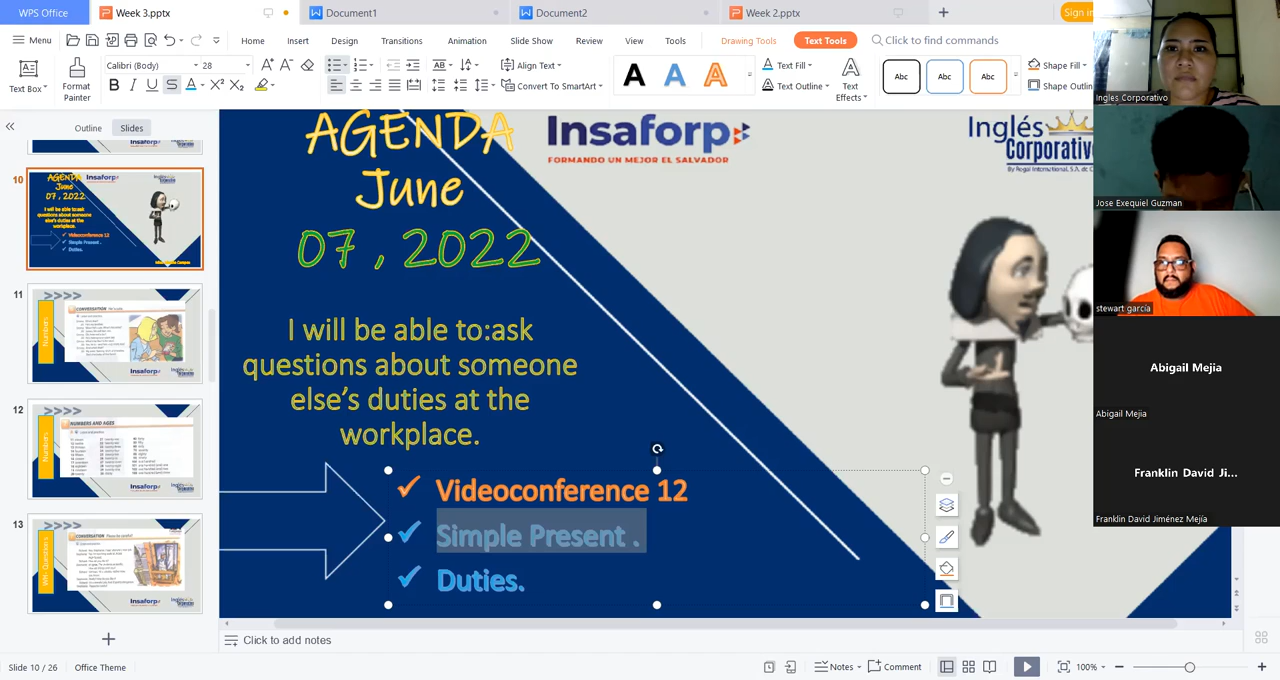 WPS Office
Week 3.pptx
Document1
Document2
Week 2.pptx
Sign in
Menu
Home
Insert
Design
Transitions
Animation
Slide Show
Review
View
Tools
Drawing Tools
Text Tools
Click to find commands
Text Box
Format
Painter
Calibri (Body)
28
Align Text
Convert To SmartArt
Text Fill
Text Outline
Text
Effects
Abc
Abc
Abc
Shape Fill
Shape Outlin
Ingles Corporativo
Jose Exequiel Guzman
stewart garcía
Abigail Mejia
Abigail Mejia
Franklin David Ji...
Franklin David Jiménez Mejía
Outline
Slides
10
11
12
13
AGENDA
June
07 , 2022
Insaforp
FORMANDO UN MEJOR EL SALVADOR
Inglés
Corporativo
I will be able to:ask
questions about someone
else's duties at the
workplace.
Videoconference 12
Simple Present .
Duties.
Click to add notes
Slide 10 / 26
Office Theme
Notes
Comment
100%